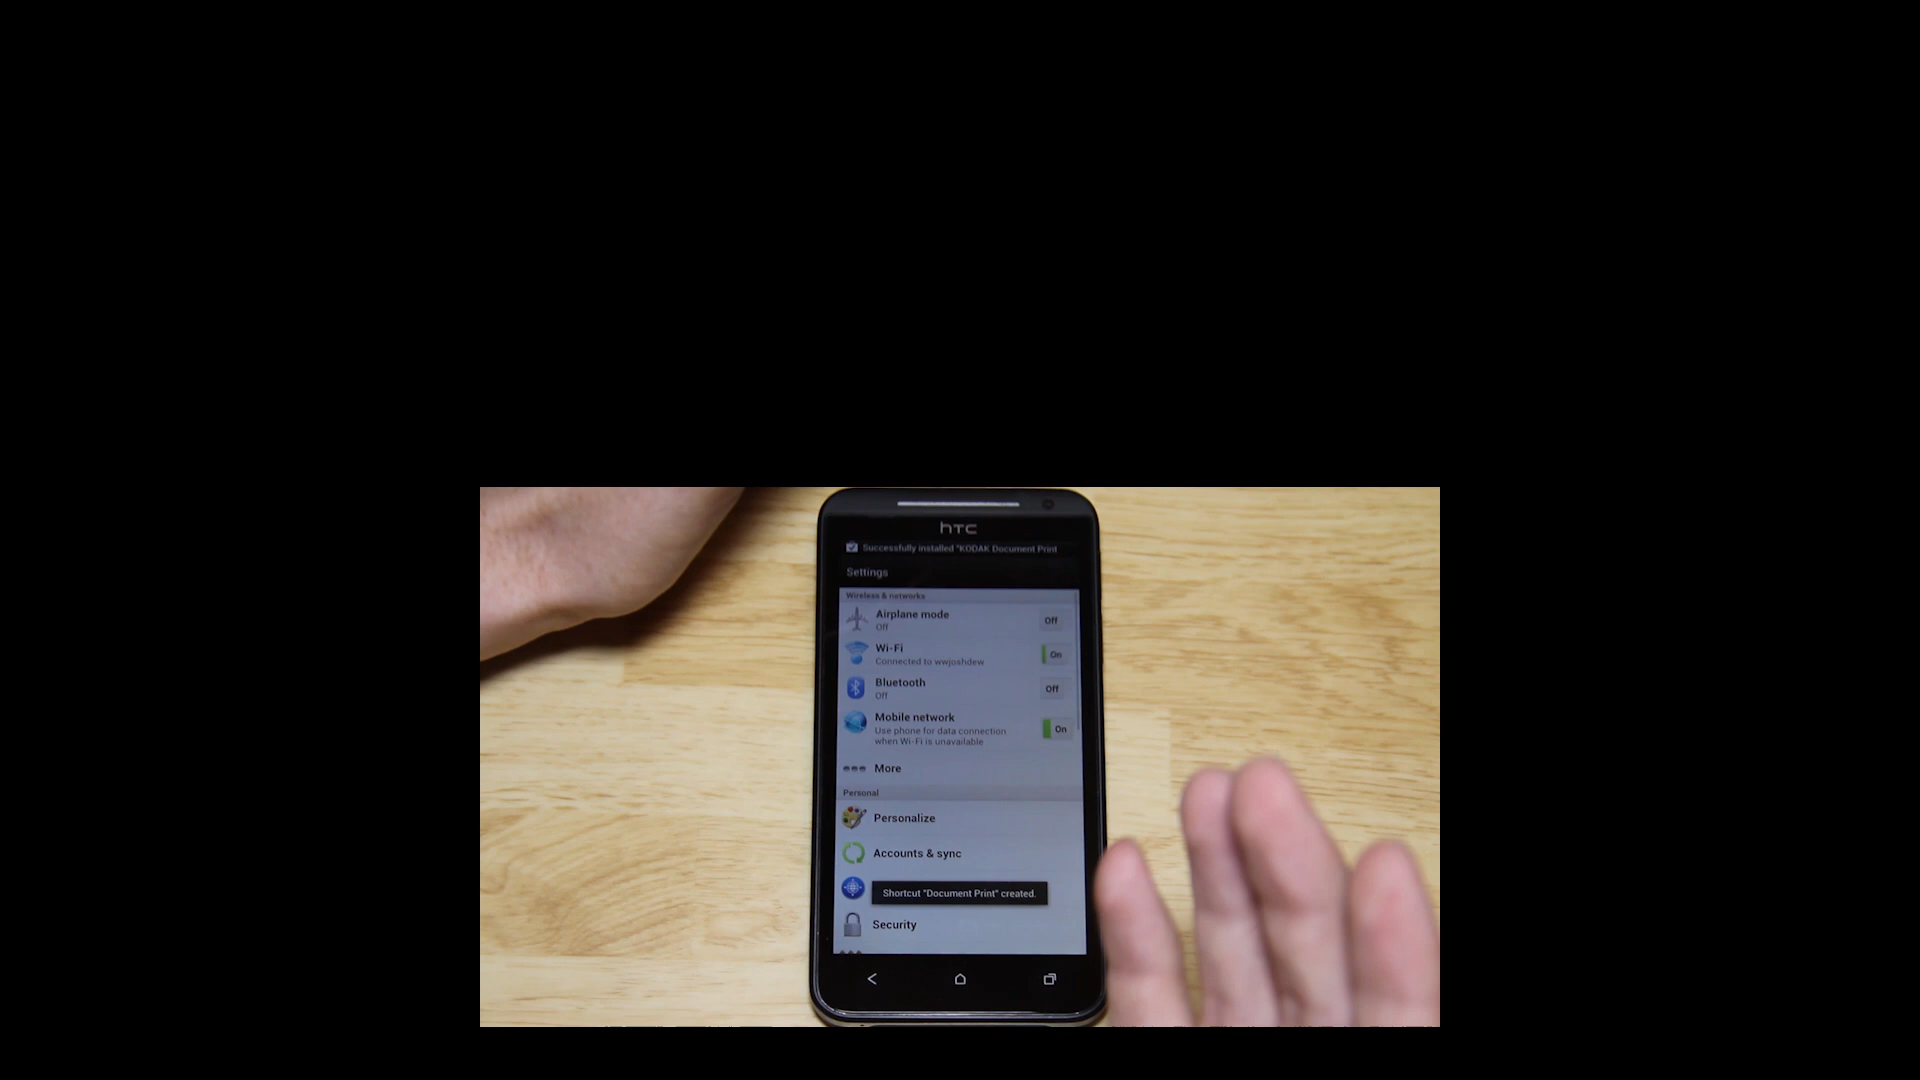 hTC
Successfully installed "KODAK Document Print
Settings
Wireless & networks
Airplane mode
Off
Off
Wi-Fi
Connected to wwjoshdew
On
Bluetooth
Off
Off
Mobile network
Use phone for data connection
when Wi-Fi is unavailable
On
More
Personal
Personalize
Accounts & sync
Shortcut "Document Print" created.
Security